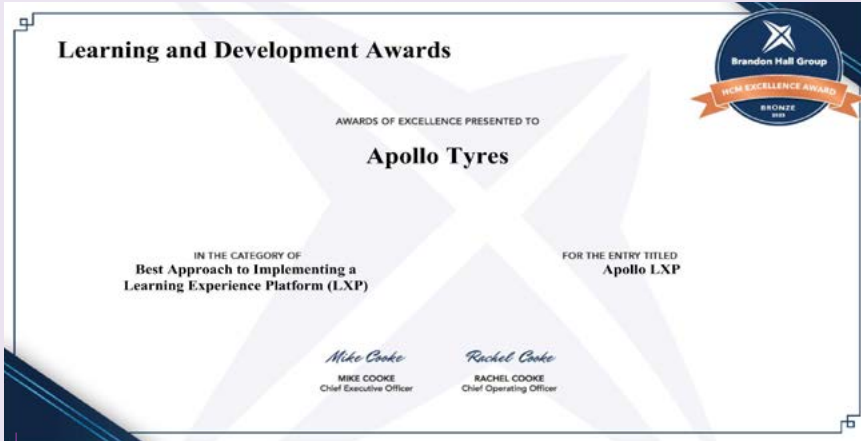 Learning and Development Awards
Brandon Hall Group
HCM EXCELLENCE AWARD
BRONZE
AWARDS OF EXCELLENCE PRESENTED TO
Apollo Tyres
IN THE CATEGORY OF
Best Approach to Implementing a
Learning Experience Platform (LXP)
FOR THE ENTRY TITLED
Apollo LXP
Mike Cooke
MIKE COOKE
Chief Executive Officer
Rachel Cooke
RACHEL COOKE
Chief Operating Officer